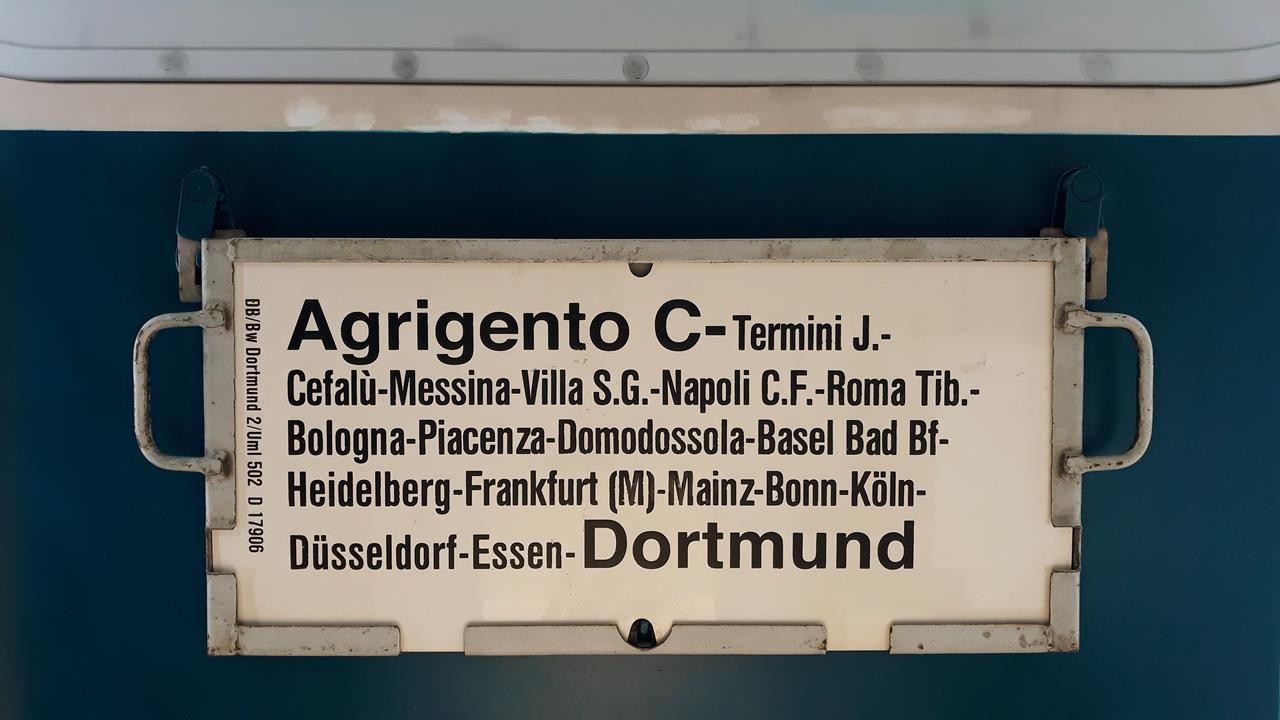 Agrigento C-Termini J.-
Cefalù-Messina-Villa S.G.-Napoli C.F.-Roma Tib.-
Bologna-Piacenza-Domodossola-Basel Bad Bf-
Heidelberg-Frankfurt (M)-Mainz-Bonn-Köln-
Düsseldorf-Essen-Dortmund
DB/Bw Dortmund 2/Uml 502 D 17906